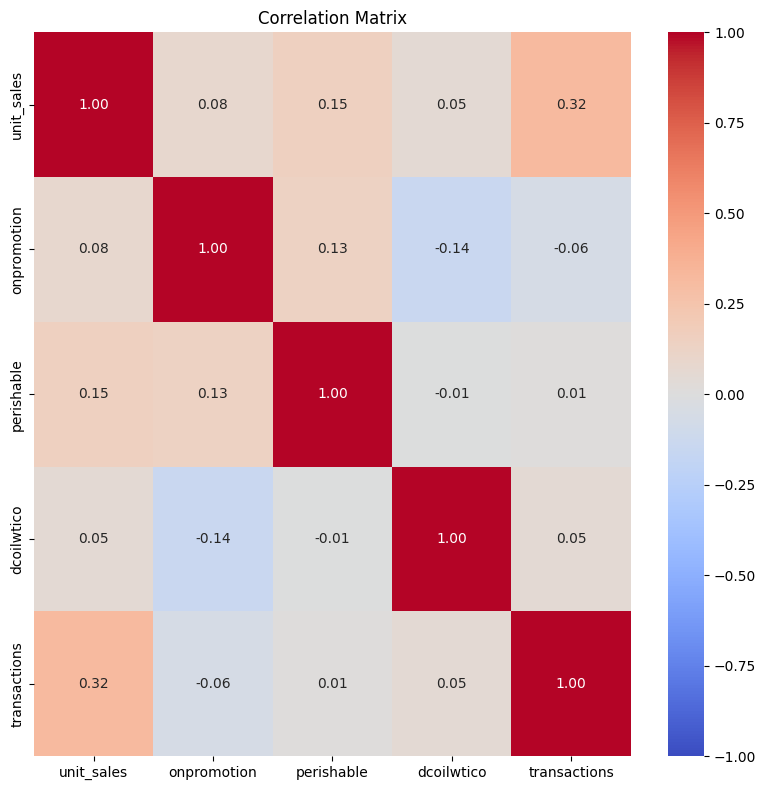 Correlation Matrix
unit_sales 1.00 0.08 0.15 0.05 0.32
onpromotion 0.08 1.00 0.13 -0.14 -0.06
perishable 0.15 0.13 1.00 -0.01 0.01
dcoilwtico 0.05 -0.14 -0.01 1.00 0.05
transactions 0.32 -0.06 0.01 0.05 1.00
unit_sales onpromotion perishable dcoilwtico transactions
1.00
0.75
0.50
0.25
0.00
−0.25
−0.50
−0.75
−1.00